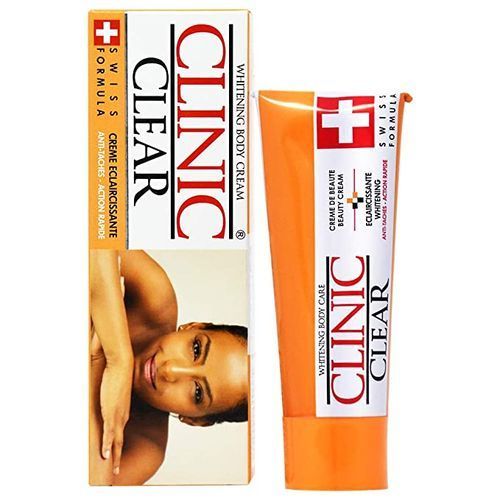 SWISS
FORMULA
CREME ECLAIRCISSANTE
ANTI-TACHES - ACTION RAPIDE
WHITENING BODY CREAM
CLINIC®
CLEAR
SWISS
FORMULA
CREME DE BEAUTE
BEAUTY CREAM
ECLAIRCISSANTE
WHITENING
ANTI-TACHES - ACTION RAPIDE
WHITENING BODY CARE
CLINIC
CLEAR